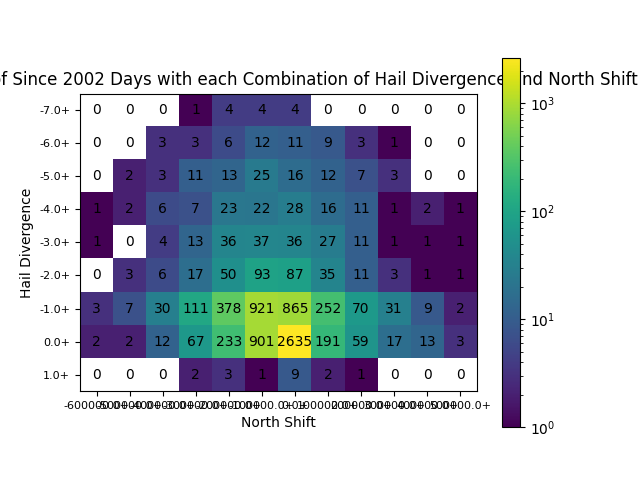 of Since 2002 Days with each Combination of Hail Divergence and North Shift
-7.0+ 0 0 0 1 4 4 4 0 0 0 0 0
-6.0+ 0 0 3 3 6 12 11 9 3 1 0 0
-5.0+ 0 2 3 11 13 25 16 12 7 3 0 0
-4.0+ 1 2 6 7 23 22 28 16 11 1 2 1
-3.0+ 1 0 4 13 36 37 36 27 11 1 1 1
-2.0+ 0 3 6 17 50 93 87 35 11 3 1 1
-1.0+ 3 7 30 111 378 921 865 252 70 31 9 2
0.0+ 2 2 12 67 233 901 2635 191 59 17 13 3
1.0+ 0 0 0 2 3 1 9 2 1 0 0 0
Hail Divergence
North Shift
10³
10²
10¹
10⁰